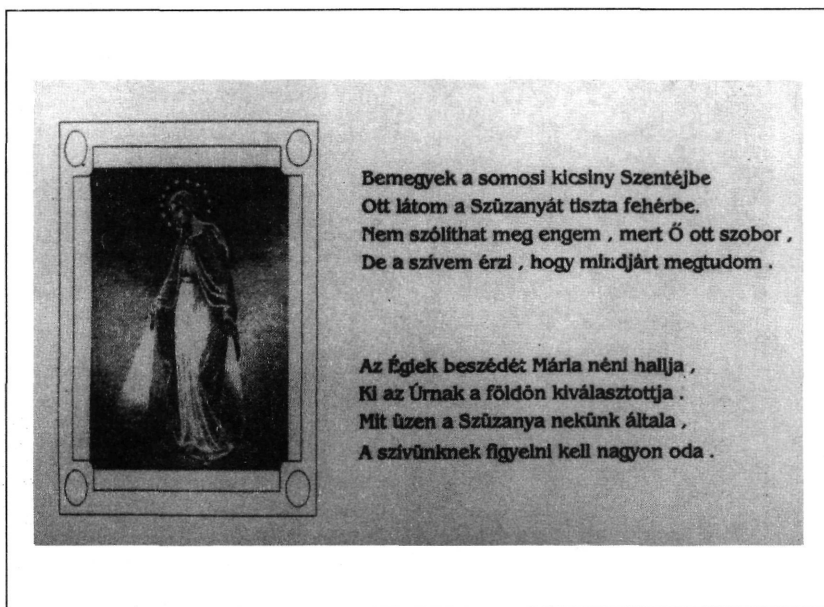 Bemegyek a somosi kicsiny Szentéjbe
Ott látom a Szüzanyát tiszta fehérbe.
Nem szólíthat meg engem , mert Ő ott szobor ,
De a szívem érzi , hogy mindjárt megtudom .
Az Égiek beszédét Mária néni hallja ,
Ki az Úrnak a földön kiválasztottja .
Mit üzen a Szüzanya nekünk általa ,
A szívünknek figyelni kell nagyon oda .